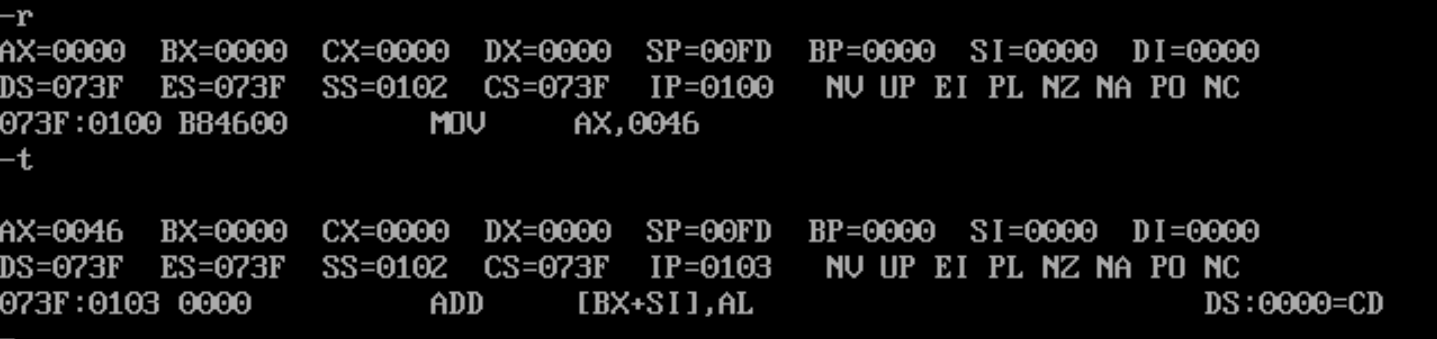 -r
AX=0000  BX=0000  CX=0000  DX=0000  SP=00FD  BP=0000  SI=0000  DI=0000
DS=073F  ES=073F  SS=0102  CS=073F  IP=0100   NV UP EI PL NZ NA PO NC
073F:0100 B84600        MOV     AX,0046
-t
AX=0046  BX=0000  CX=0000  DX=0000  SP=00FD  BP=0000  SI=0000  DI=0000
DS=073F  ES=073F  SS=0102  CS=073F  IP=0103   NV UP EI PL NZ NA PO NC
073F:0103 0000          ADD     [BX+SI],AL                         DS:0000=CD